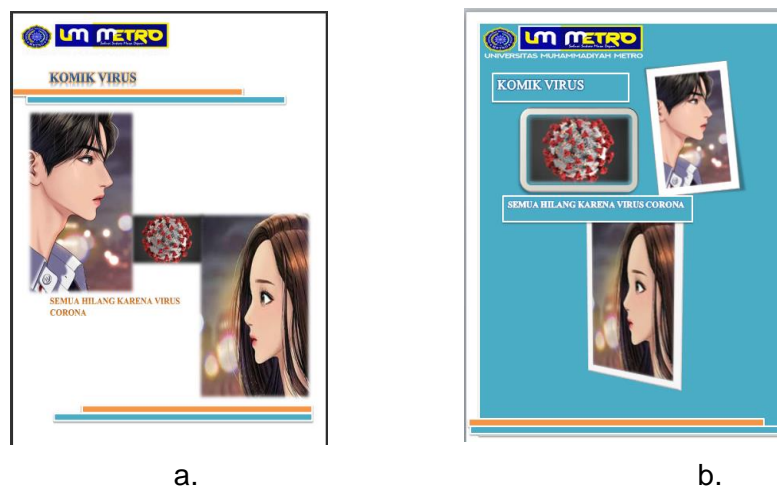 UM METRO
KOMIK VIRUS
SEMUA HILANG KARENA VIRUS
CORONA
a.
UM METRO
UNIVERSITAS MUHAMMADIYAH METRO
KOMIK VIRUS
SEMUA HILANG KARENA VIRUS CORONA
b.